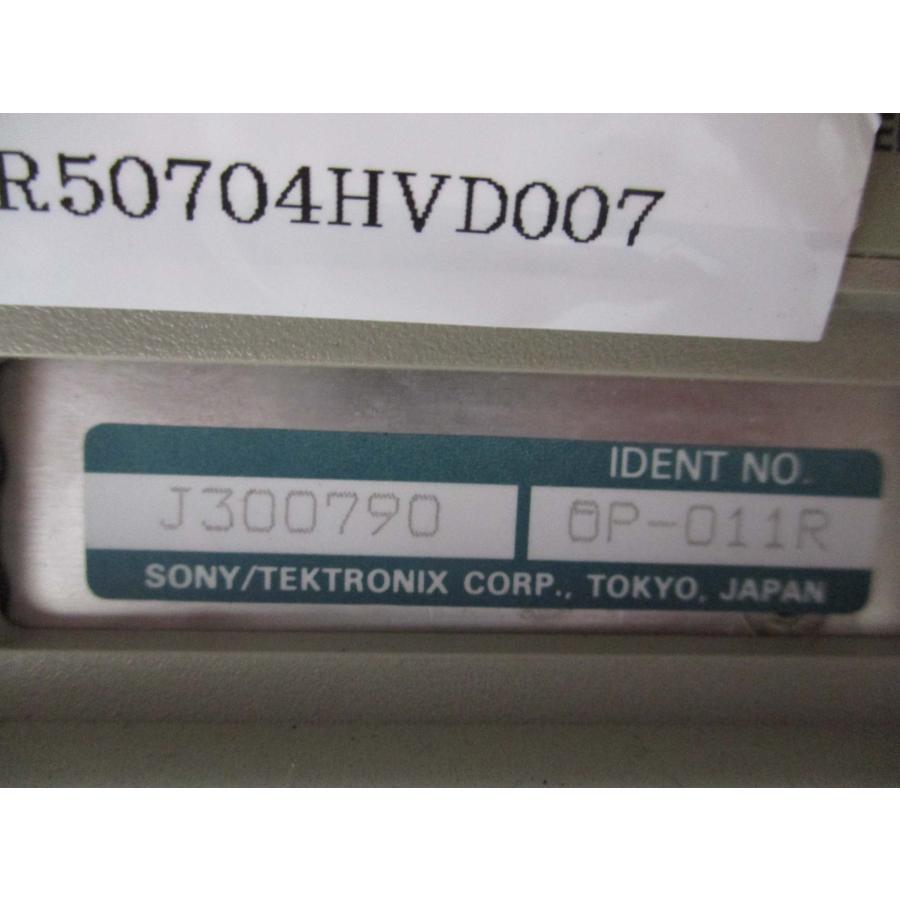 R50704HVD007
IDENT NO.
J300790 0P-011R
SONY/TEKTRONIX CORP., TOKYO, JAPAN